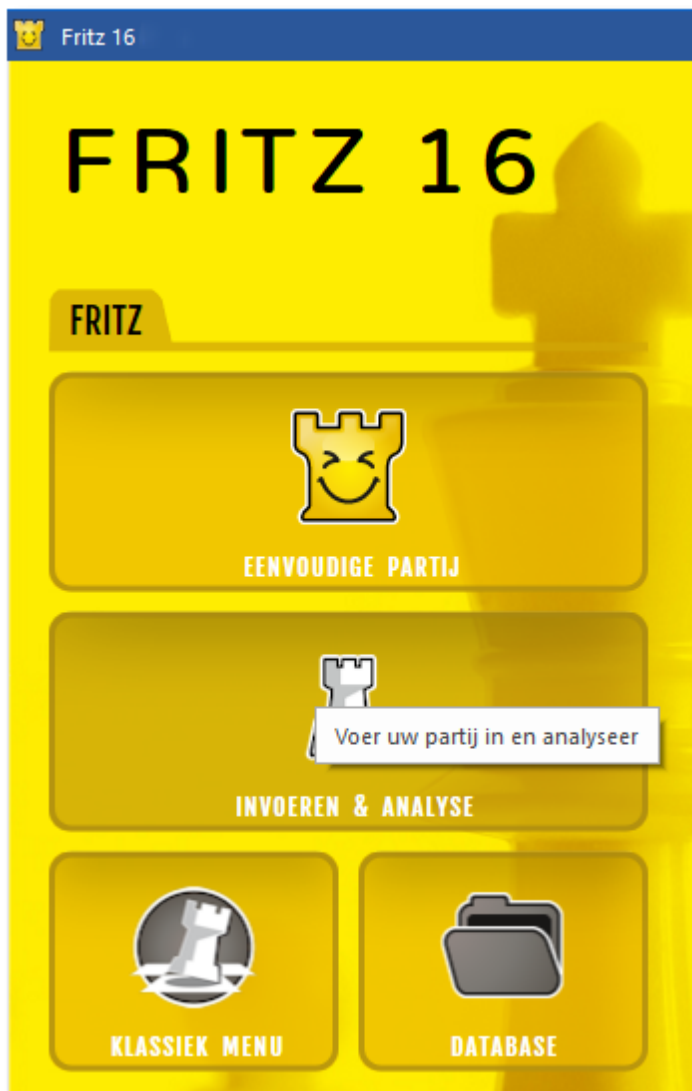 Fritz 16
FRITZ 16
FRITZ
EENVOUDIGE PARTIJ
Voer uw partij in en analyseer
INVOEREN & ANALYSE
KLASSIEK MENU
DATABASE